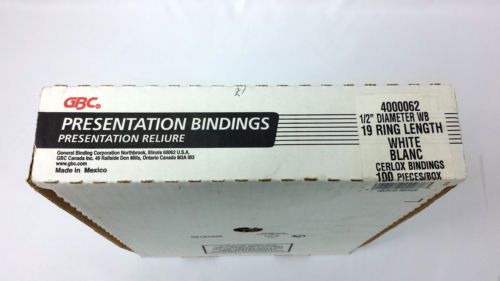 GBC®
PRESENTATION BINDINGS
PRESENTATION RELIURE
General Binding Corporation Northbrook, Illinois 60062 U.S.A.
GBC Canada Inc. 49 Railside Don Mills, Ontario Canada M3A 1B3
www.gbc.com
Made in Mexico
4000062
1/2" DIAMETER WB
19 RING LENGTH
WHITE
BLANC
CERLOX BINDINGS
100 PIECES/BOX